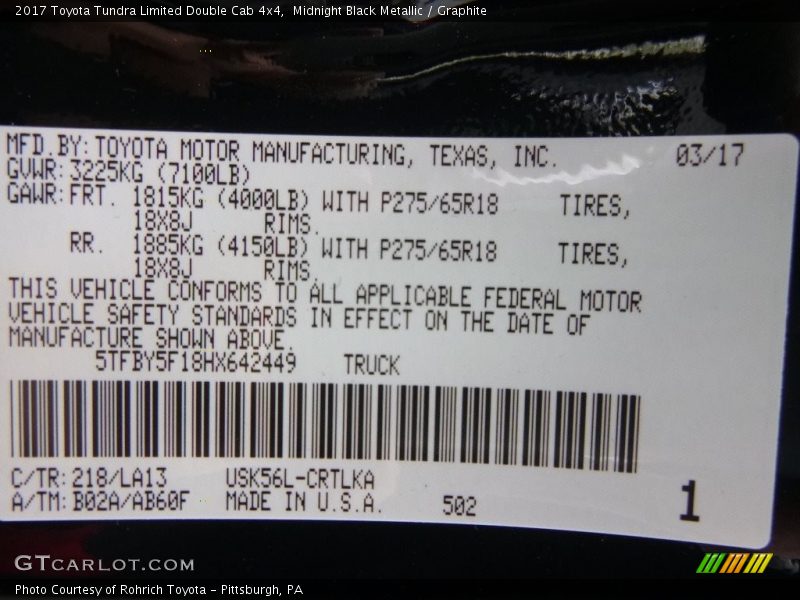 2017 Toyota Tundra Limited Double Cab 4x4, Midnight Black Metallic / Graphite
MFD.BY:TOYOTA MOTOR MANUFACTURING, TEXAS, INC. 03/17
GVWR:3225KG (7100LB)
GAWR:FRT. 1815KG (4000LB) WITH P275/65R18 TIRES,
18X8J RIMS.
RR. 1885KG (4150LB) WITH P275/65R18 TIRES,
18X8J RIMS
THIS VEHICLE CONFORMS TO ALL APPLICABLE FEDERAL MOTOR
VEHICLE SAFETY STANDARDS IN EFFECT ON THE DATE OF
MANUFACTURE SHOWN ABOVE.
5TFBY5F18HX642449 TRUCK
C/TR:218/LA13 USK56L-CRTLKA
A/TM:B02A/AB60F MADE IN U.S.A. 502
1
GTCARLOT.COM
Photo Courtesy of Rohrich Toyota - Pittsburgh, PA